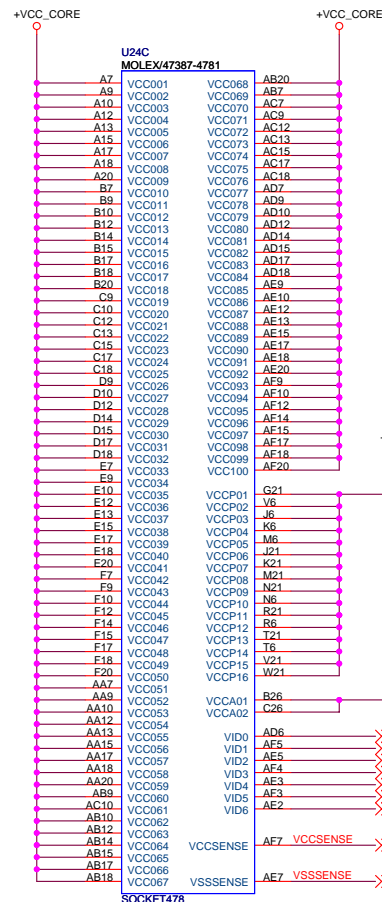 +VCC_CORE +VCC_CORE
U24C
MOLEX/47387-4781
A7 VCC001 VCC068 AB20
A9 VCC002 VCC069 AB7
A10 VCC003 VCC070 AC7
A12 VCC004 VCC071 AC9
A13 VCC005 VCC072 AC12
A15 VCC006 VCC073 AC13
A17 VCC007 VCC074 AC15
A18 VCC008 VCC075 AC17
A20 VCC009 VCC076 AC18
B7 VCC010 VCC077 AD7
B9 VCC011 VCC078 AD9
B10 VCC012 VCC079 AD10
B12 VCC013 VCC080 AD12
B14 VCC014 VCC081 AD14
B15 VCC015 VCC082 AD15
B17 VCC016 VCC083 AD17
B18 VCC017 VCC084 AD18
B20 VCC018 VCC085 AE9
C9 VCC019 VCC086 AE10
C10 VCC020 VCC087 AE12
C12 VCC021 VCC088 AE13
C13 VCC022 VCC089 AE15
C15 VCC023 VCC090 AE17
C17 VCC024 VCC091 AE18
C18 VCC025 VCC092 AE20
D9 VCC026 VCC093 AF9
D10 VCC027 VCC094 AF10
D12 VCC028 VCC095 AF12
D14 VCC029 VCC096 AF14
D15 VCC030 VCC097 AF15
D17 VCC031 VCC098 AF17
D18 VCC032 VCC099 AF18
E7 VCC033 VCC100 AF20
E9 VCC034
E10 VCC035 VCCP01 G21
E12 VCC036 VCCP02 V6
E13 VCC037 VCCP03 J6
E15 VCC038 VCCP04 K6
E17 VCC039 VCCP05 M6
E18 VCC040 VCCP06 J21
E20 VCC041 VCCP07 K21
F7 VCC042 VCCP08 M21
F9 VCC043 VCCP09 N21
F10 VCC044 VCCP10 N6
F12 VCC045 VCCP11 R21
F14 VCC046 VCCP12 R6
F15 VCC047 VCCP13 T21
F17 VCC048 VCCP14 T6
F18 VCC049 VCCP15 V21
F20 VCC050 VCCP16 W21
AA7 VCC051
AA9 VCC052 VCCA01 B26
AA10 VCC053 VCCA02 C26
AA12 VCC054
AA13 VCC055 VID0 AD6
AA15 VCC056 VID1 AF5
AA17 VCC057 VID2 AE5
AA18 VCC058 VID3 AF4
AA20 VCC059 VID4 AE3
AB9 VCC060 VID5 AF3
AC10 VCC061 VID6 AE2
AB10 VCC062
AB12 VCC063
AB14 VCC064 VCCSENSE AF7 VCCSENSE
AB15 VCC065
AB17 VCC066
AB18 VCC067 VSSSENSE AE7 VSSSENSE
SOCKET478